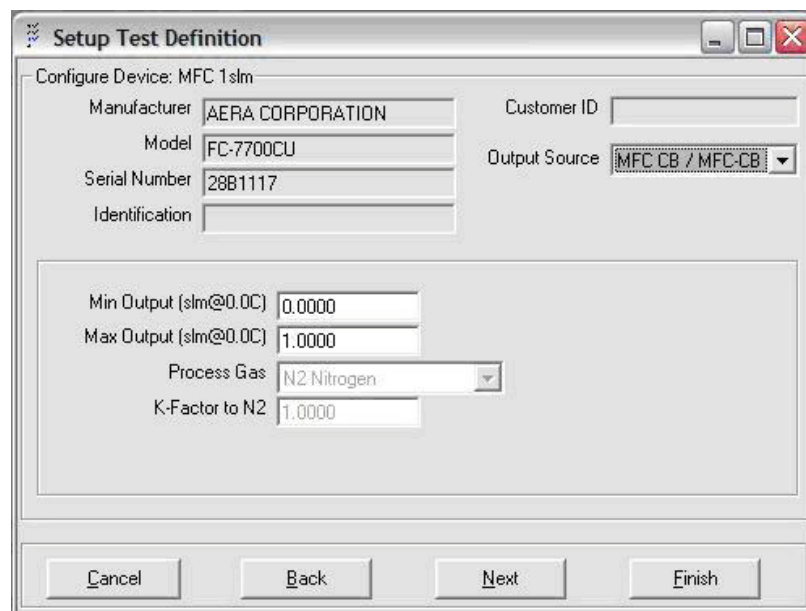 Setup Test Definition
Configure Device: MFC 1slm
Manufacturer AERA CORPORATION
Customer ID
Model FC-7700CU
Output Source MFC CB / MFC-CB
Serial Number 28B1117
Identification
Min Output (slm@0.0C) 0.0000
Max Output (slm@0.0C) 1.0000
Process Gas N2 Nitrogen
K-Factor to N2 1.0000
Cancel Back Next Finish